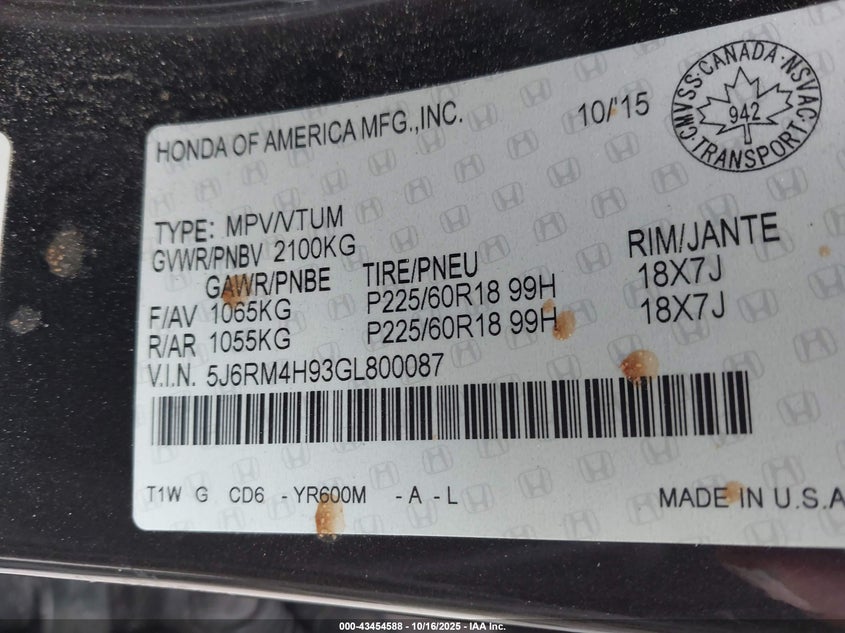 HONDA OF AMERICA MFG.,INC. 10/'15
CMVSS · CANADA · NSVAC
942
TRANSPORT
TYPE: MPV/VTUM
GVWR/PNBV 2100KG
GAWR/PNBE TIRE/PNEU RIM/JANTE
F/AV 1065KG P225/60R18 99H 18X7J
R/AR 1055KG P225/60R18 99H 18X7J
V.I.N. 5J6RM4H93GL800087
T1W G CD6 -YR600M -A -L MADE IN U.S.A
000-43454588 | 10/16/2025 - IAA Inc.